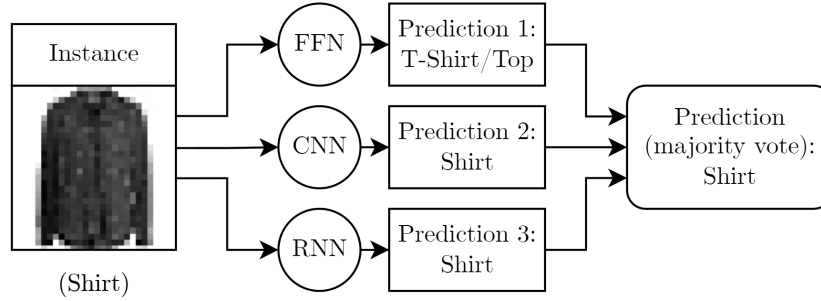 Instance
(Shirt)
FFN
Prediction 1:
T-Shirt/Top
CNN
Prediction 2:
Shirt
RNN
Prediction 3:
Shirt
Prediction
(majority vote):
Shirt